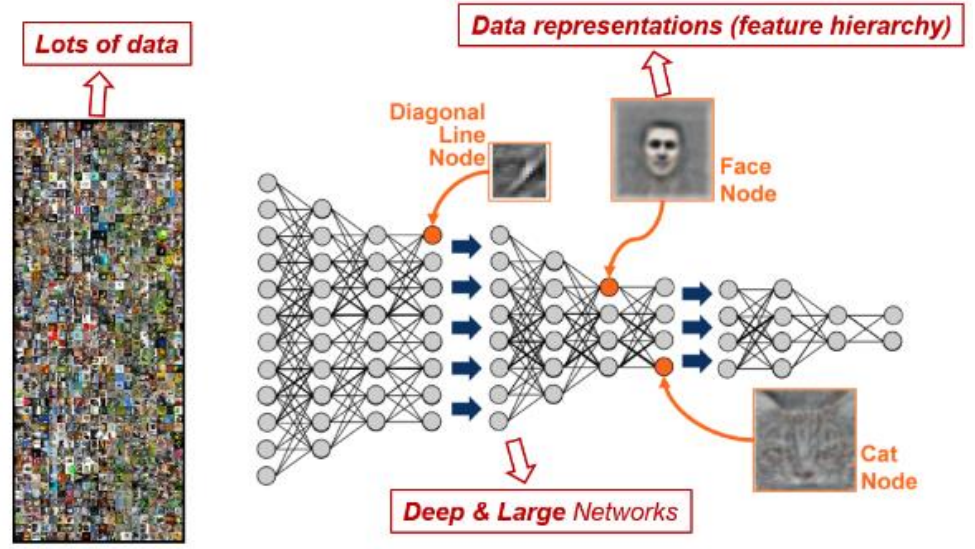 Lots of data
Data representations (feature hierarchy)
Diagonal
Line
Node
Face
Node
Cat
Node
Deep & Large Networks